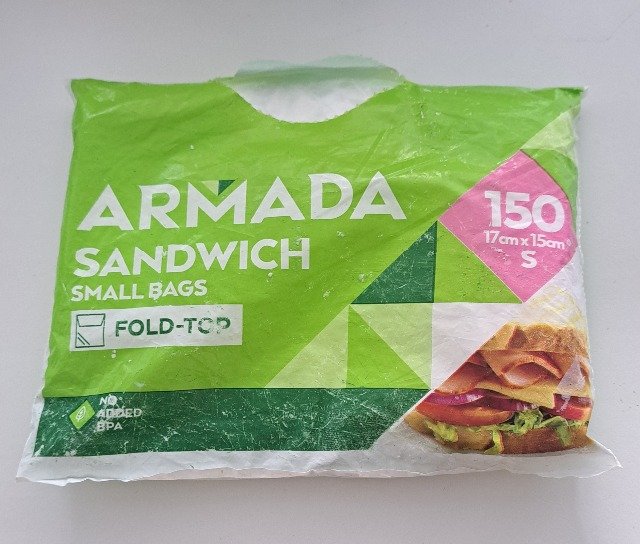 ARMADA
SANDWICH
SMALL BAGS
FOLD-TOP
NO
ADDED
BPA
150
17cm x 15cm
S